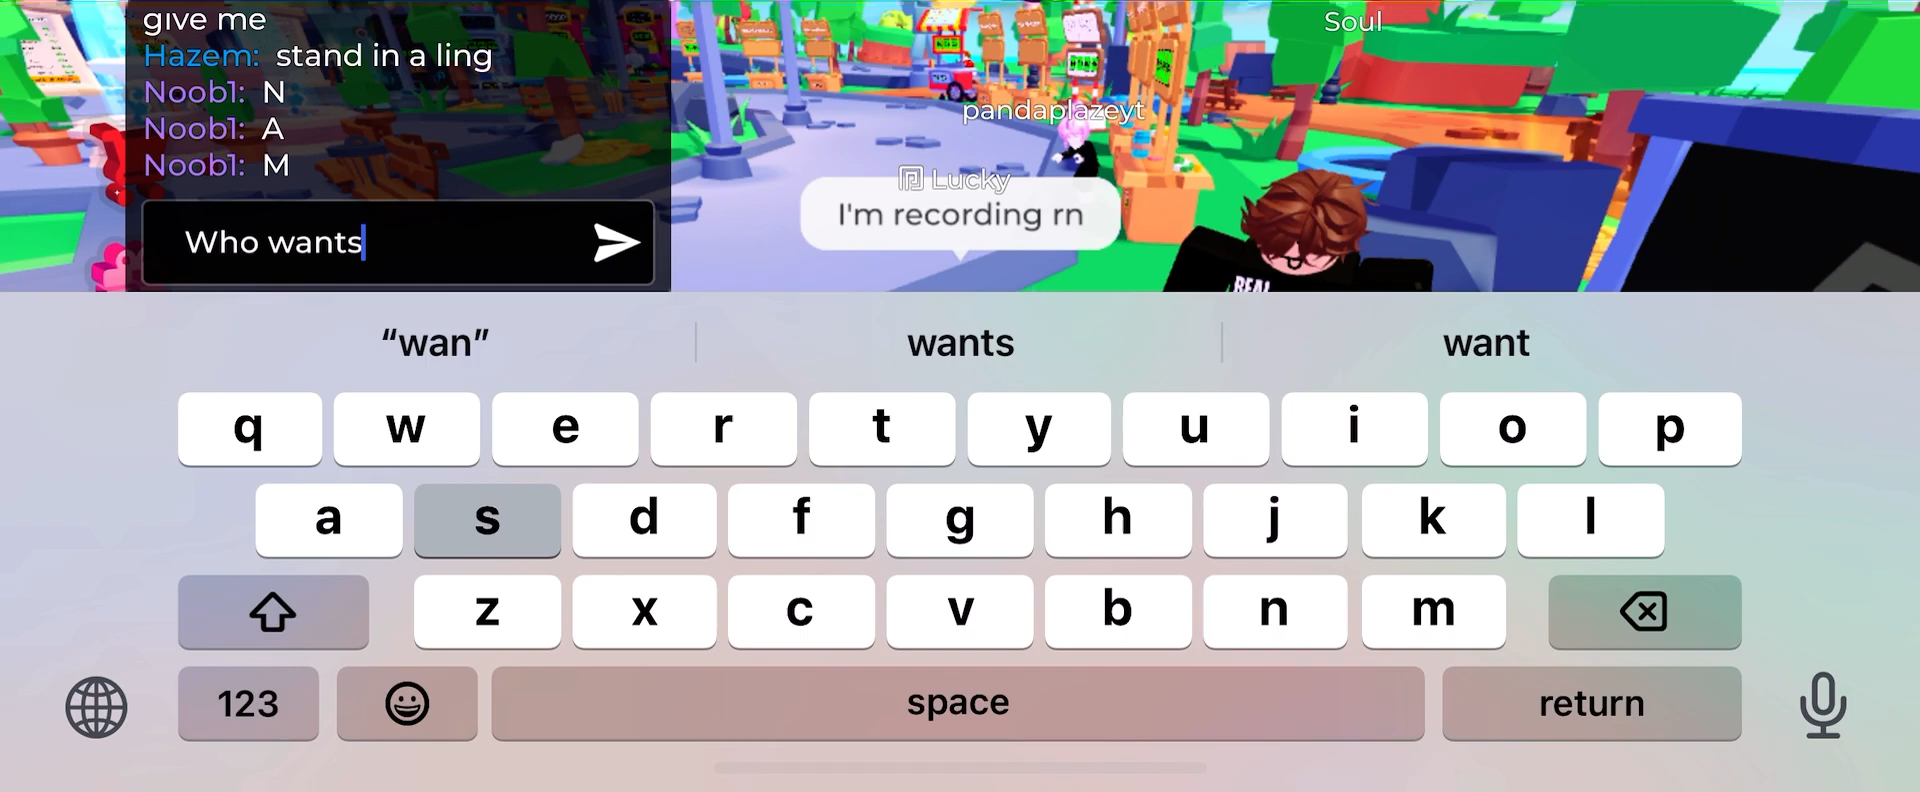 give me
Hazem: stand in a ling
Noob1: N
Noob1: A
Noob1: M
Who wants
Soul
pandaplazeyt
Lucky
I'm recording rn
REAL
“wan”
wants
want
q w e r t y u i o p
a s d f g h j k l
z x c v b n m
123
space
return